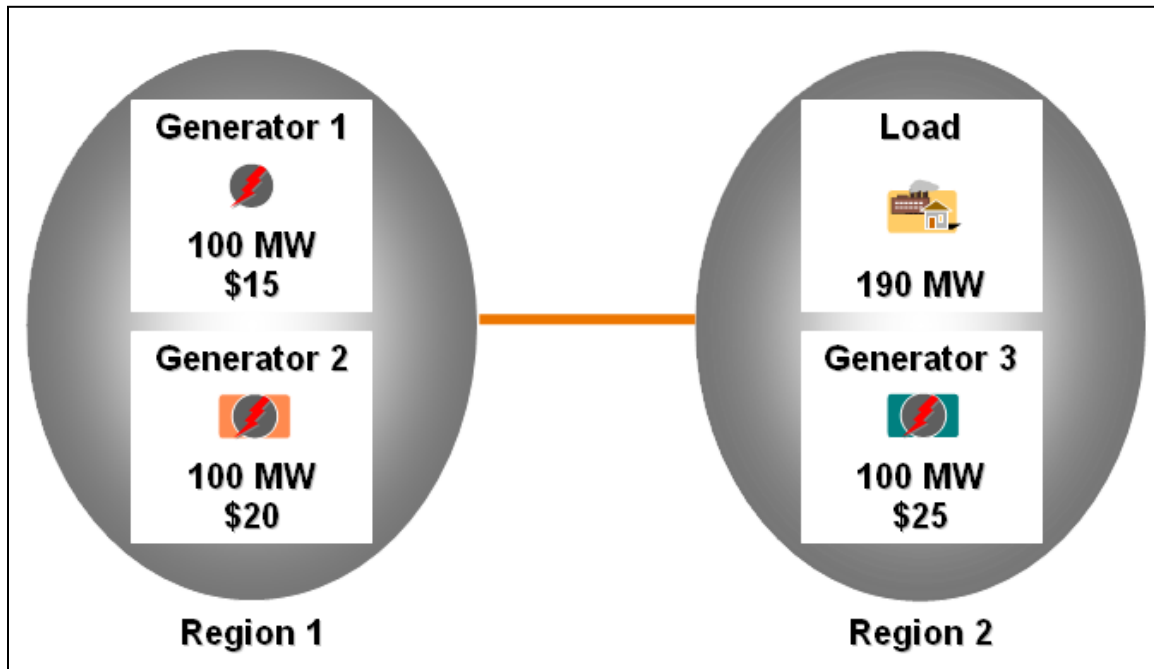 Generator 1
100 MW
$15
Generator 2
100 MW
$20
Region 1
Load
190 MW
Generator 3
100 MW
$25
Region 2